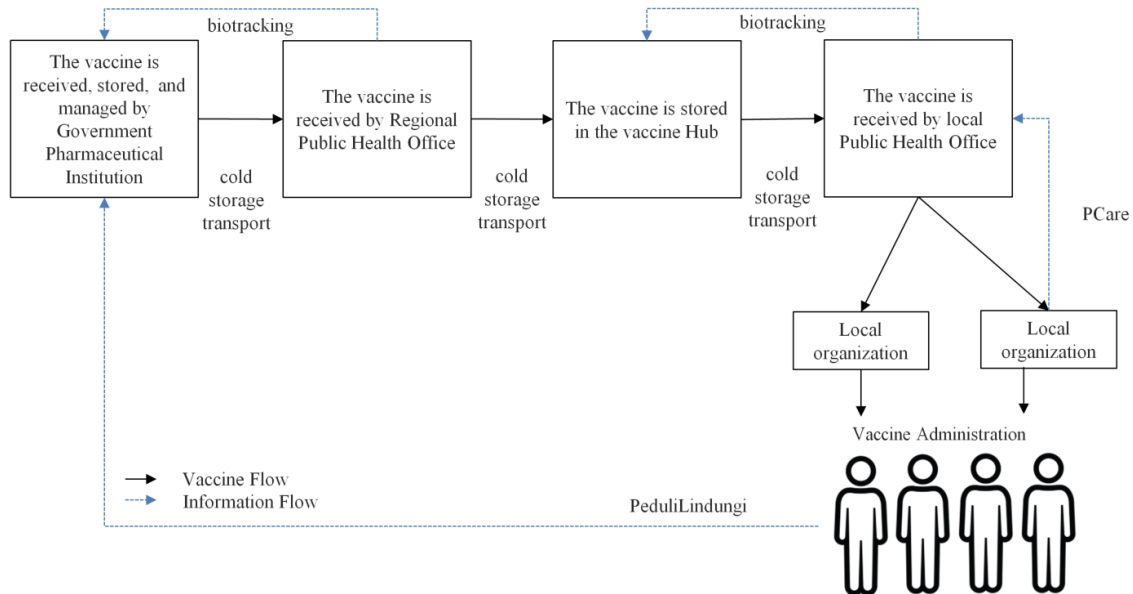 biotracking
biotracking
The vaccine is
received, stored,  and
managed by
Government
Pharmaceutical
Institution
The vaccine is
received by Regional
Public Health Office
The vaccine is stored
in the vaccine Hub
The vaccine is
received by local
Public Health Office
cold
storage
transport
cold
storage
transport
cold
storage
transport
PCare
Local
organization
Local
organization
Vaccine Administration
Vaccine Flow
Information Flow
PeduliLindungi